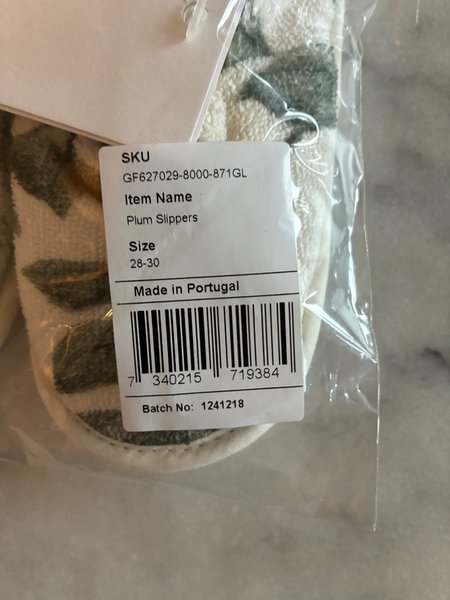 SKU
GF627029-8000-871GL
Item Name
Plum Slippers
Size
28-30
Made in Portugal
7 340215 719384
Batch No: 1241218